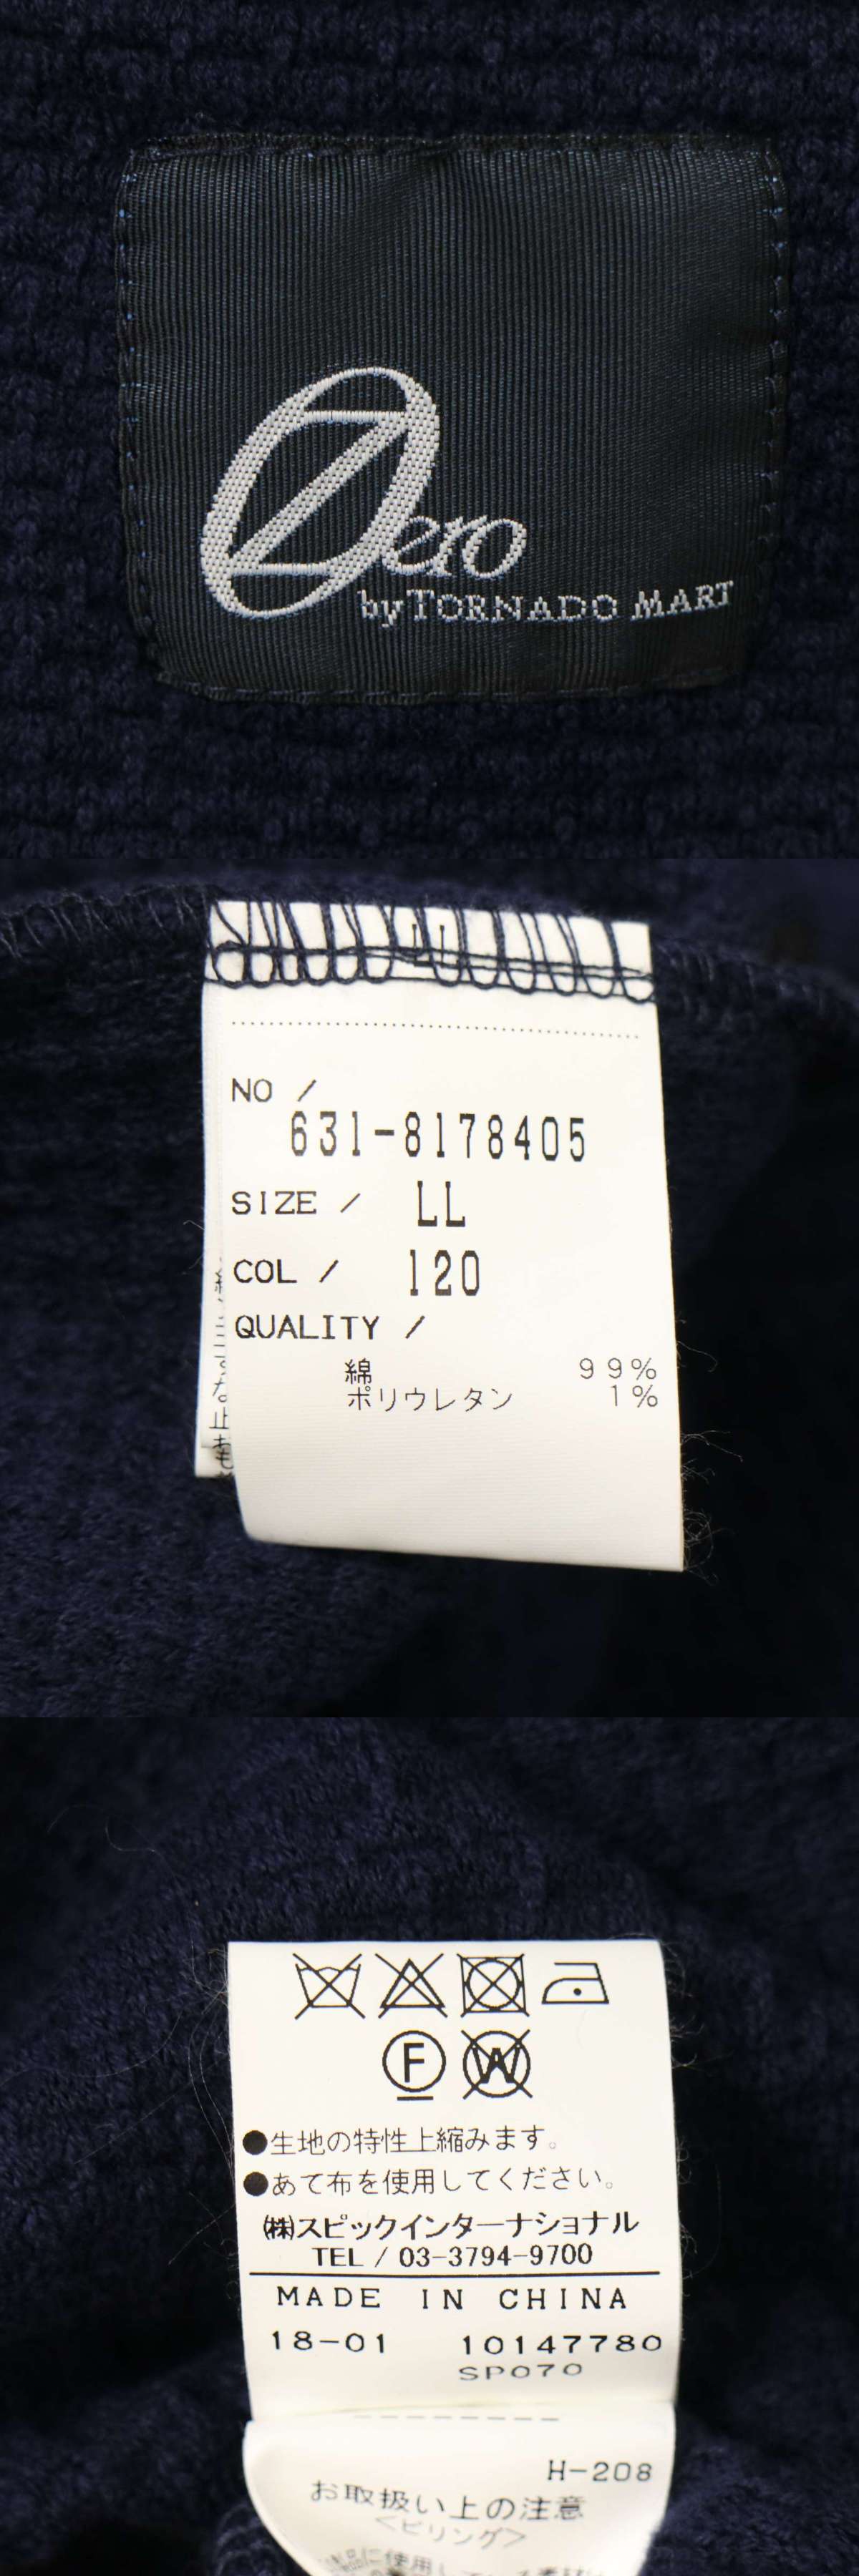 Zero
by TORNADO MART
LL
NO /
631-8178405
SIZE / LL
COL / 120
QUALITY /
綿 99%
ポリウレタン 1%
F W
●生地の特性上縮みます。
●あて布を使用してください。
㈱スピックインターナショナル
TEL / 03-3794-9700
MADE IN CHINA
18-01 10147780
SP070
H-208
お取扱い上の注意
<ピリング>